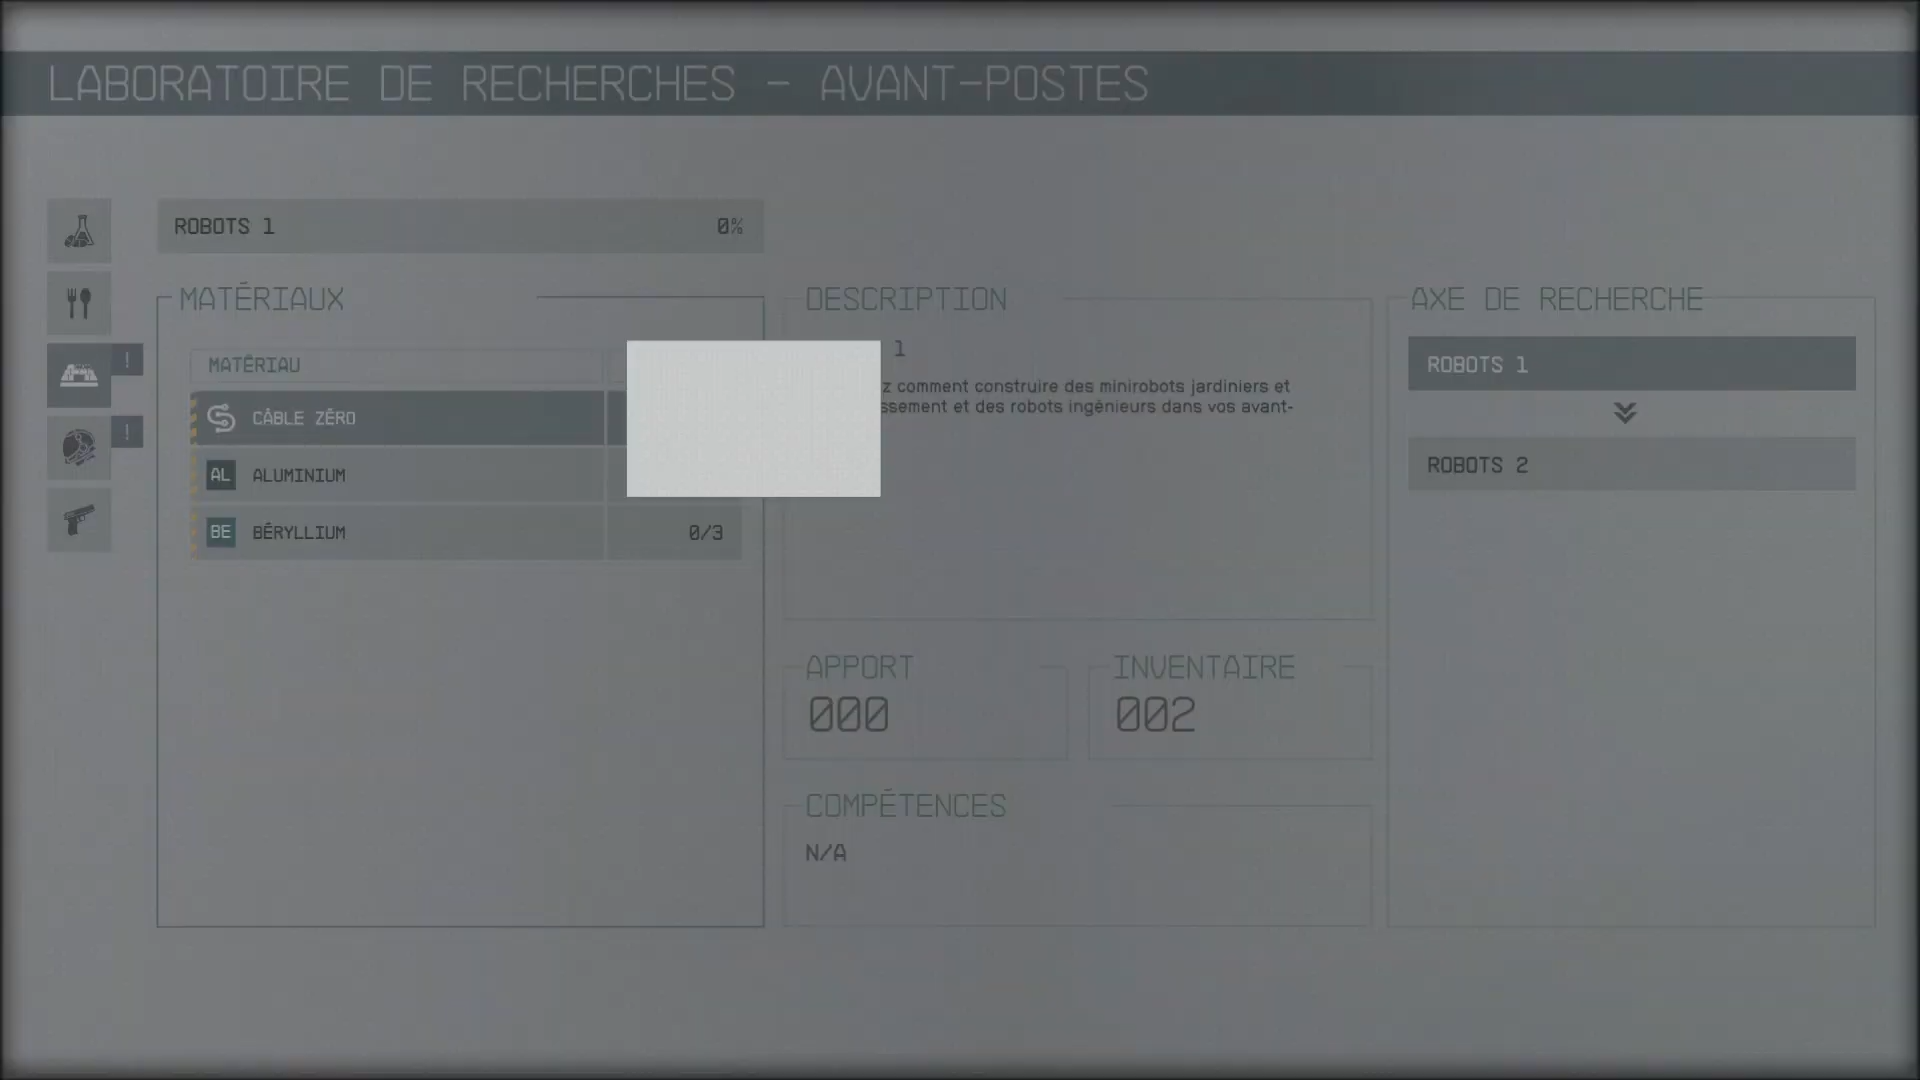 LABORATOIRE DE RECHERCHES - AVANT-POSTES
ROBOTS 1 0%
MATÉRIAUX
MATÉRIAU
CÂBLE ZÉRO
AL ALUMINIUM
BE BÉRYLLIUM 0/3
DESCRIPTION
1
comment construire des minirobots jardiniers et
et des robots ingénieurs dans vos avant-
APPORT
000
INVENTAIRE
002
COMPÉTENCES
N/A
AXE DE RECHERCHE
ROBOTS 1
ROBOTS 2